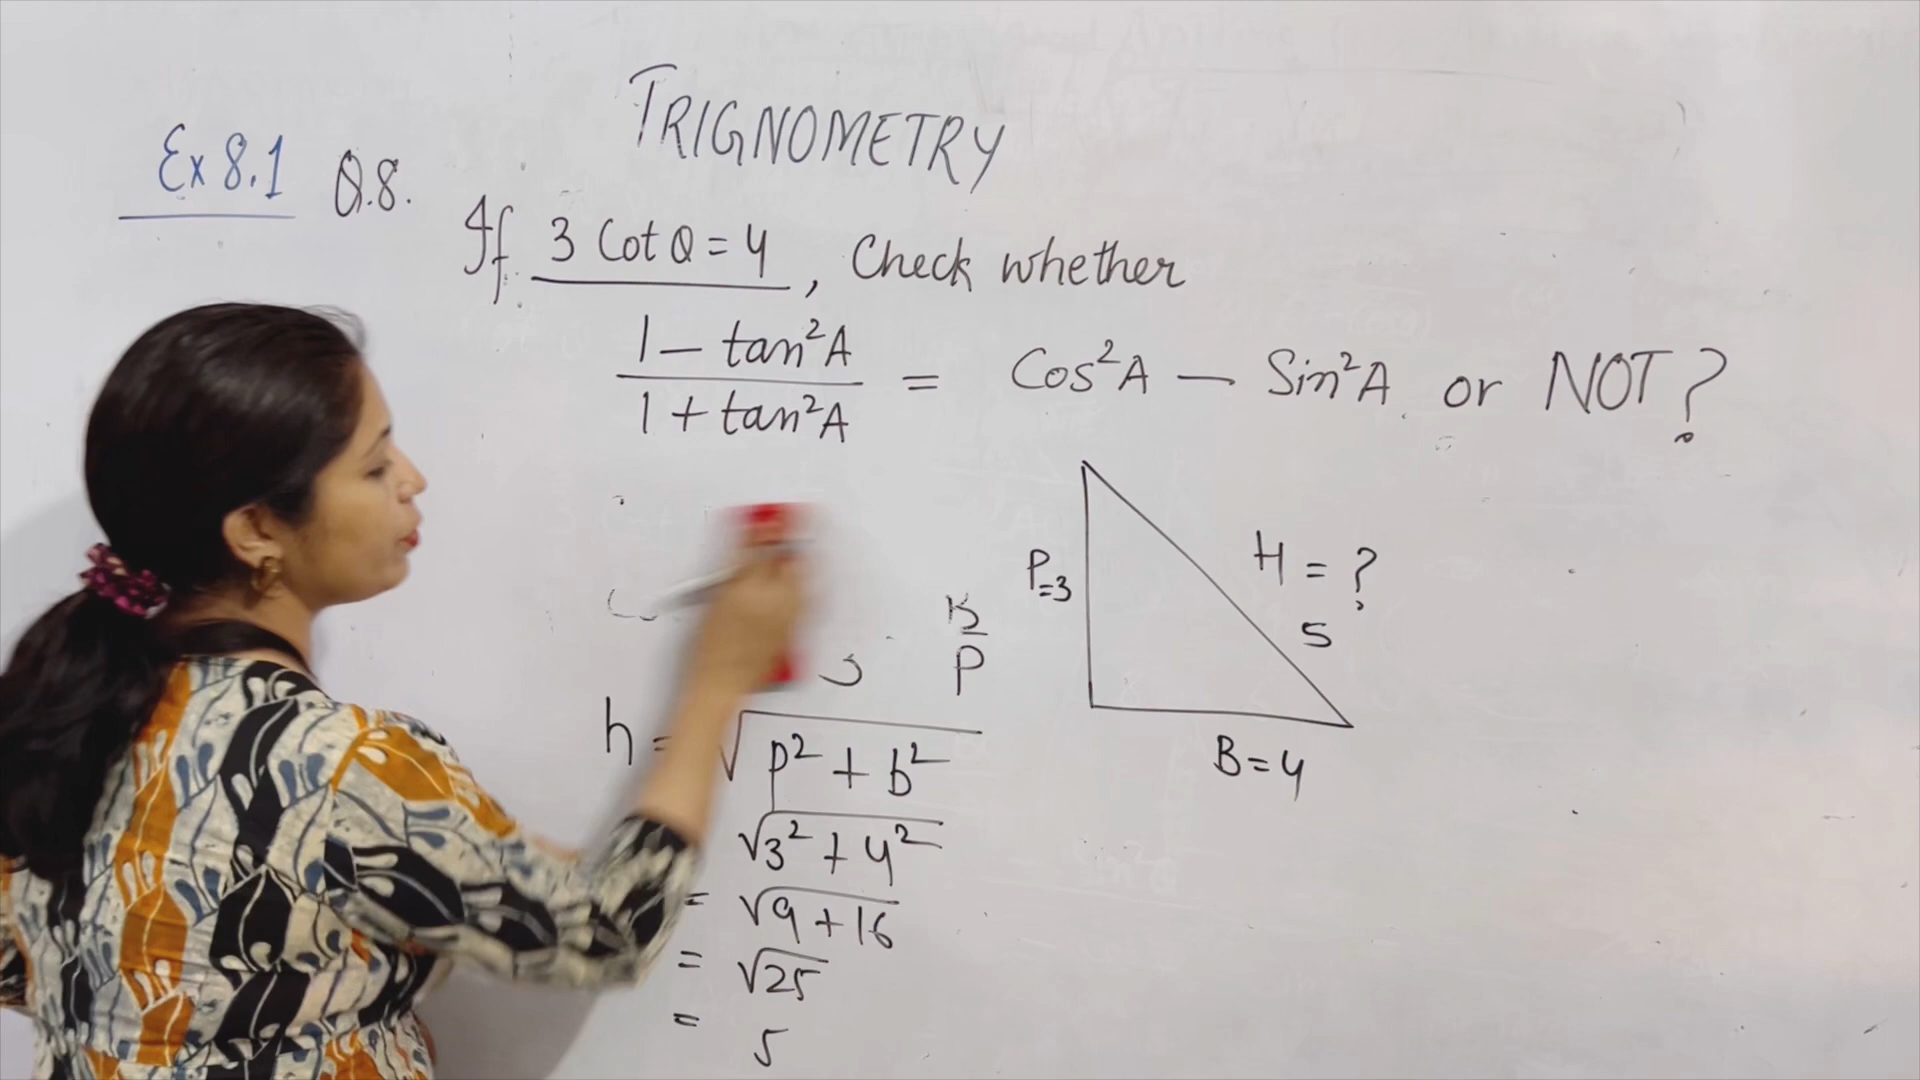 TRIGNOMETRY
Ex 8.1 Q.8.
If 3 Cot Q = 4, Check whether
1 - tan²A / 1 + tan²A = Cos²A - Sin²A or NOT?
P=3
H = ?
5
B = 4
B / P
h = √p² + b²
√3² + 4²
= √9 + 16
= √25
= 5